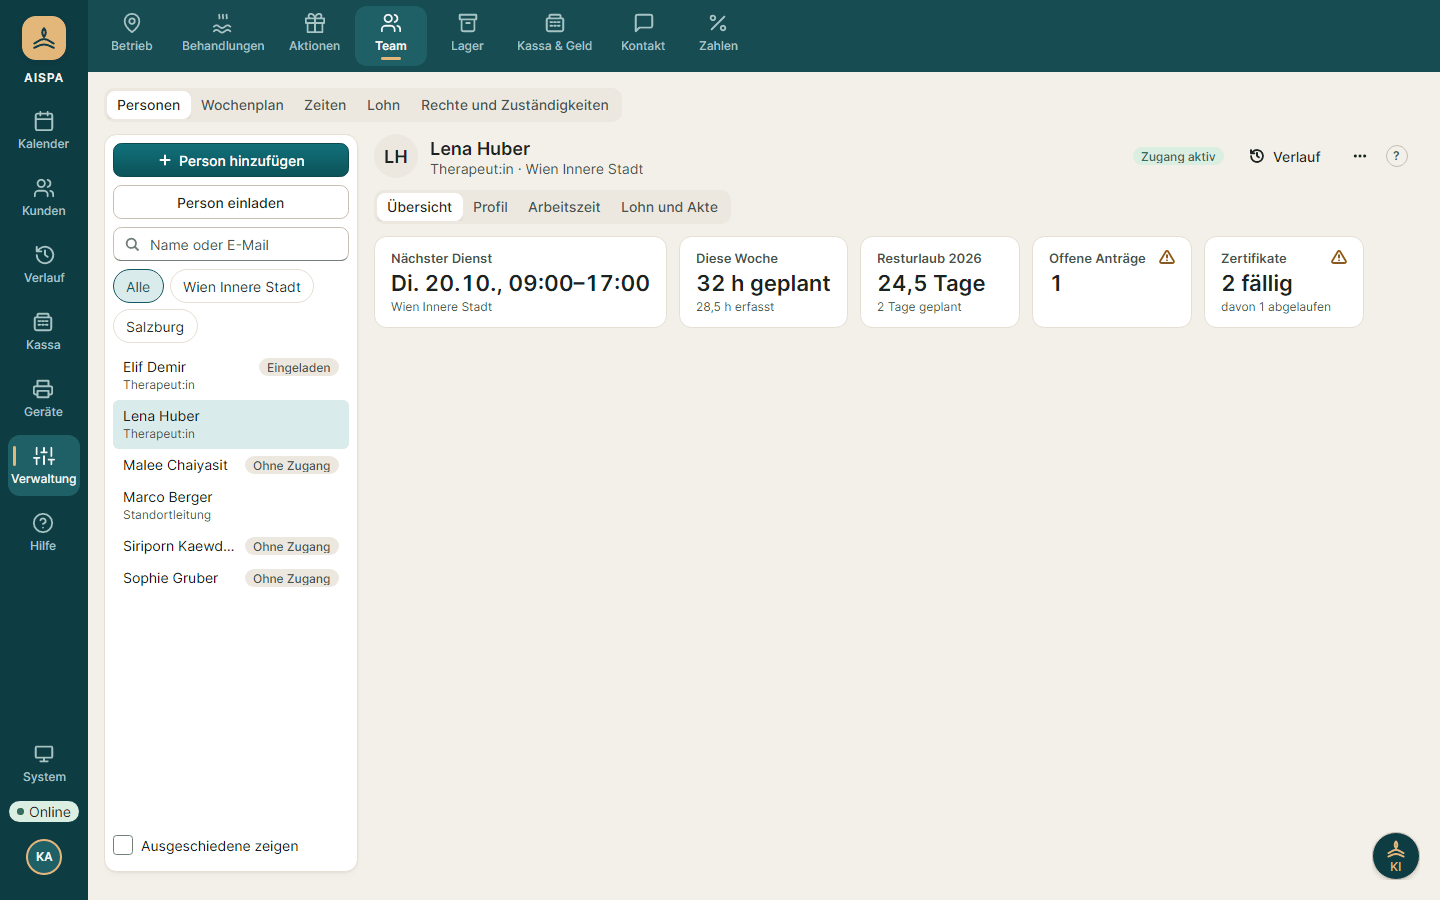 AISPA
Kalender
Kunden
Verlauf
Kassa
Geräte
Verwaltung
Hilfe
System
Online
KA
Betrieb
Behandlungen
Aktionen
Team
Lager
Kassa & Geld
Kontakt
Zahlen
Personen
Wochenplan
Zeiten
Lohn
Rechte und Zuständigkeiten
Person hinzufügen
Person einladen
Name oder E-Mail
Alle
Wien Innere Stadt
Salzburg
Elif Demir
Eingeladen
Therapeut:in
Lena Huber
Therapeut:in
Malee Chaiyasit
Ohne Zugang
Marco Berger
Standortleitung
Siriporn Kaewd...
Ohne Zugang
Sophie Gruber
Ohne Zugang
Ausgeschiedene zeigen
LH
Lena Huber
Therapeut:in · Wien Innere Stadt
Zugang aktiv
Verlauf
?
Übersicht
Profil
Arbeitszeit
Lohn und Akte
Nächster Dienst
Di. 20.10., 09:00–17:00
Wien Innere Stadt
Diese Woche
32 h geplant
28,5 h erfasst
Resturlaub 2026
24,5 Tage
2 Tage geplant
Offene Anträge
1
Zertifikate
2 fällig
davon 1 abgelaufen
KI